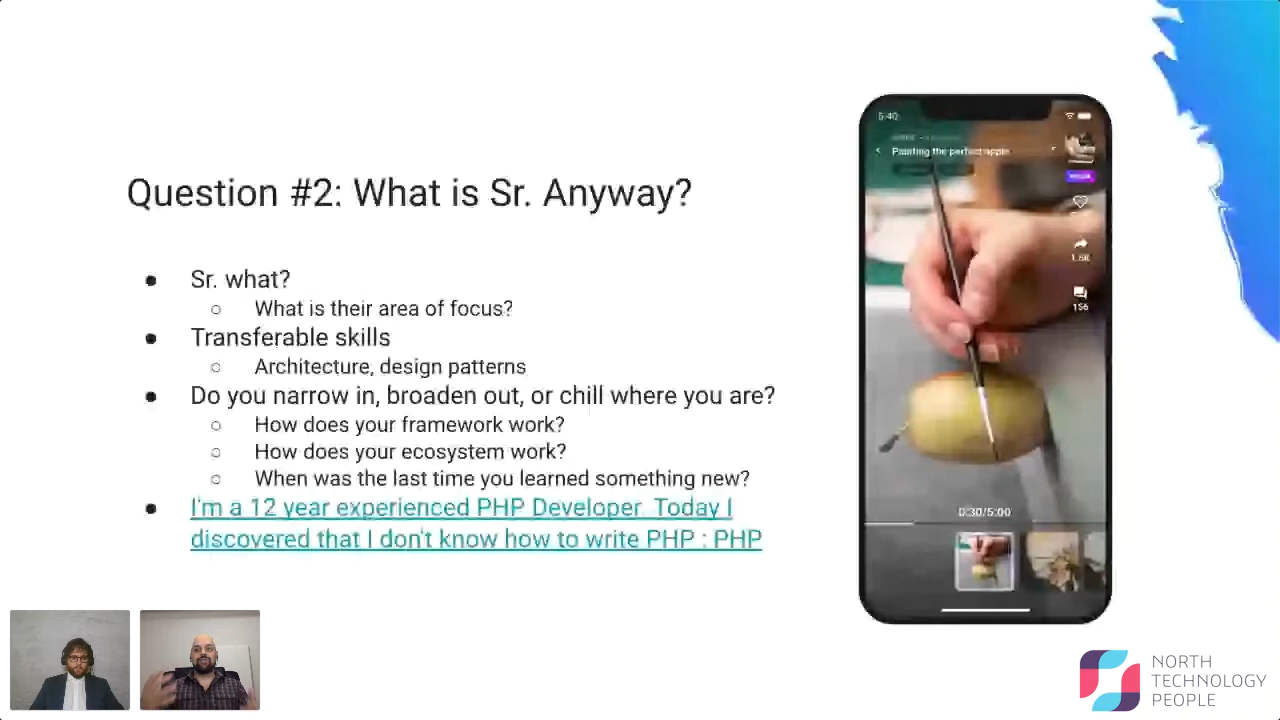 Question #2: What is Sr. Anyway?
● Sr. what?
○ What is their area of focus?
● Transferable skills
○ Architecture, design patterns
● Do you narrow in, broaden out, or chill where you are?
○ How does your framework work?
○ How does your ecosystem work?
○ When was the last time you learned something new?
● I'm a 12 year experienced PHP Developer. Today I
discovered that I don't know how to write PHP : PHP
5:40
Painting the perfect apple
156
0:30/5:00
NORTH
TECHNOLOGY
PEOPLE